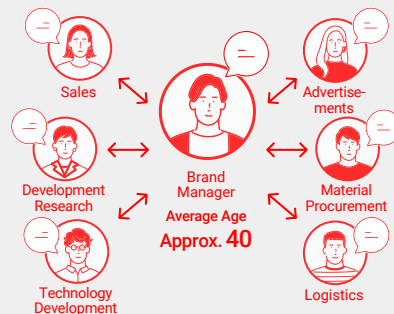 Sales
Advertise-
ments
Development
Research
Brand
Manager
Average Age
Approx. 40
Material
Procurement
Technology
Development
Logistics